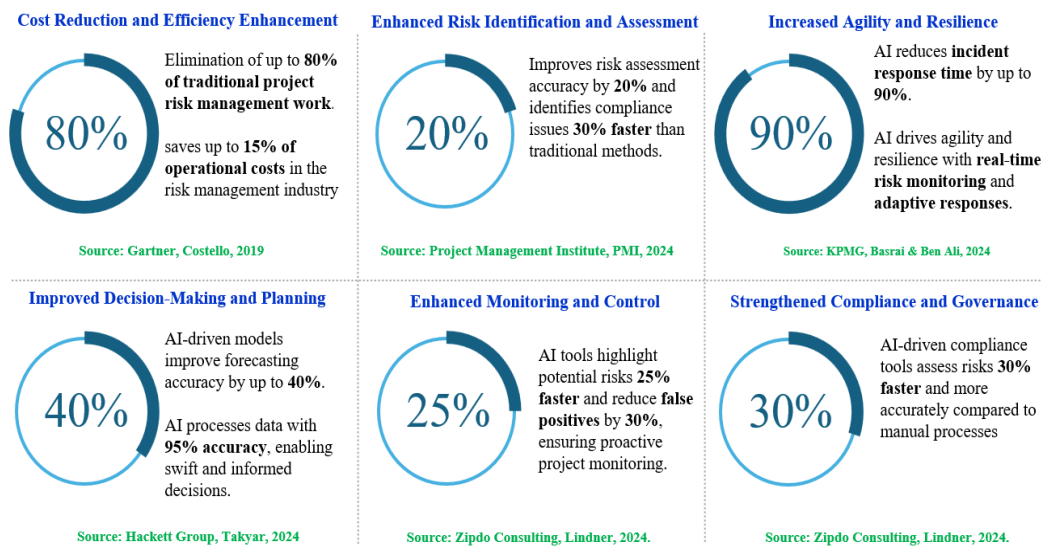 Cost Reduction and Efficiency Enhancement
80%
Elimination of up to 80%
of traditional project
risk management work.
saves up to 15% of
operational costs in the
risk management industry
Source: Gartner, Costello, 2019
Enhanced Risk Identification and Assessment
20%
Improves risk assessment
accuracy by 20% and
identifies compliance
issues 30% faster than
traditional methods.
Source: Project Management Institute, PMI, 2024
Increased Agility and Resilience
90%
AI reduces incident
response time by up to
90%.
AI drives agility and
resilience with real-time
risk monitoring and
adaptive responses.
Source: KPMG, Basrai & Ben Ali, 2024
Improved Decision-Making and Planning
40%
AI-driven models
improve forecasting
accuracy by up to 40%.
AI processes data with
95% accuracy, enabling
swift and informed
decisions.
Source: Hackett Group, Takyar, 2024
Enhanced Monitoring and Control
25%
AI tools highlight
potential risks 25%
faster and reduce false
positives by 30%,
ensuring proactive
project monitoring.
Source: Zipdo Consulting, Lindner, 2024.
Strengthened Compliance and Governance
30%
AI-driven compliance
tools assess risks 30%
faster and more
accurately compared to
manual processes
Source: Zipdo Consulting, Lindner, 2024.